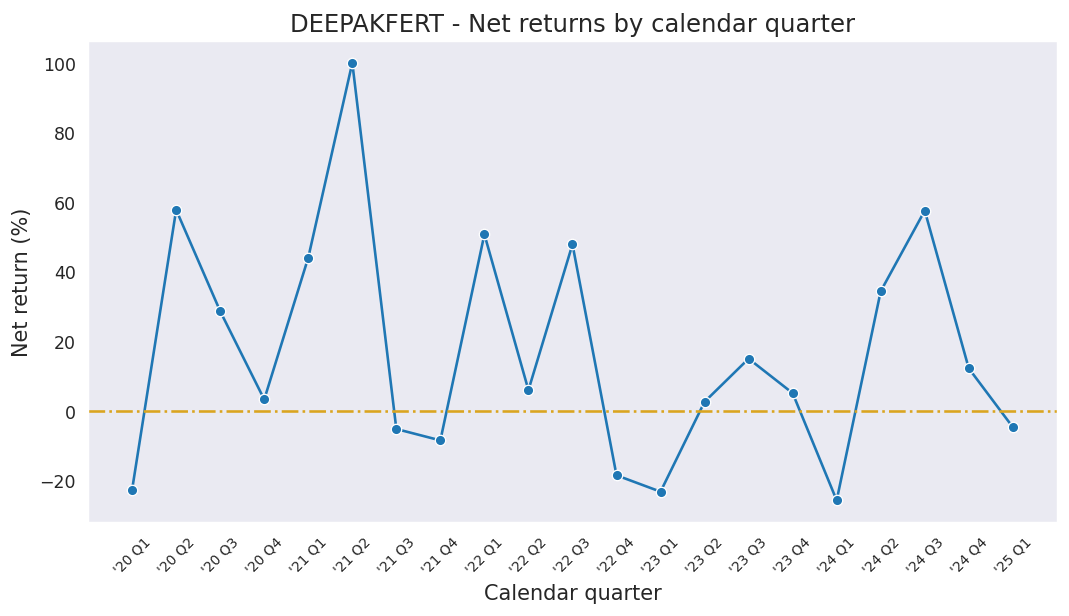 DEEPAKFERT - Net returns by calendar quarter
Net return (%)
100
80
60
40
20
0
−20
'20 Q1
'20 Q2
'20 Q3
'20 Q4
'21 Q1
'21 Q2
'21 Q3
'21 Q4
'22 Q1
'22 Q2
'22 Q3
'22 Q4
'23 Q1
'23 Q2
'23 Q3
'23 Q4
'24 Q1
'24 Q2
'24 Q3
'24 Q4
'25 Q1
Calendar quarter